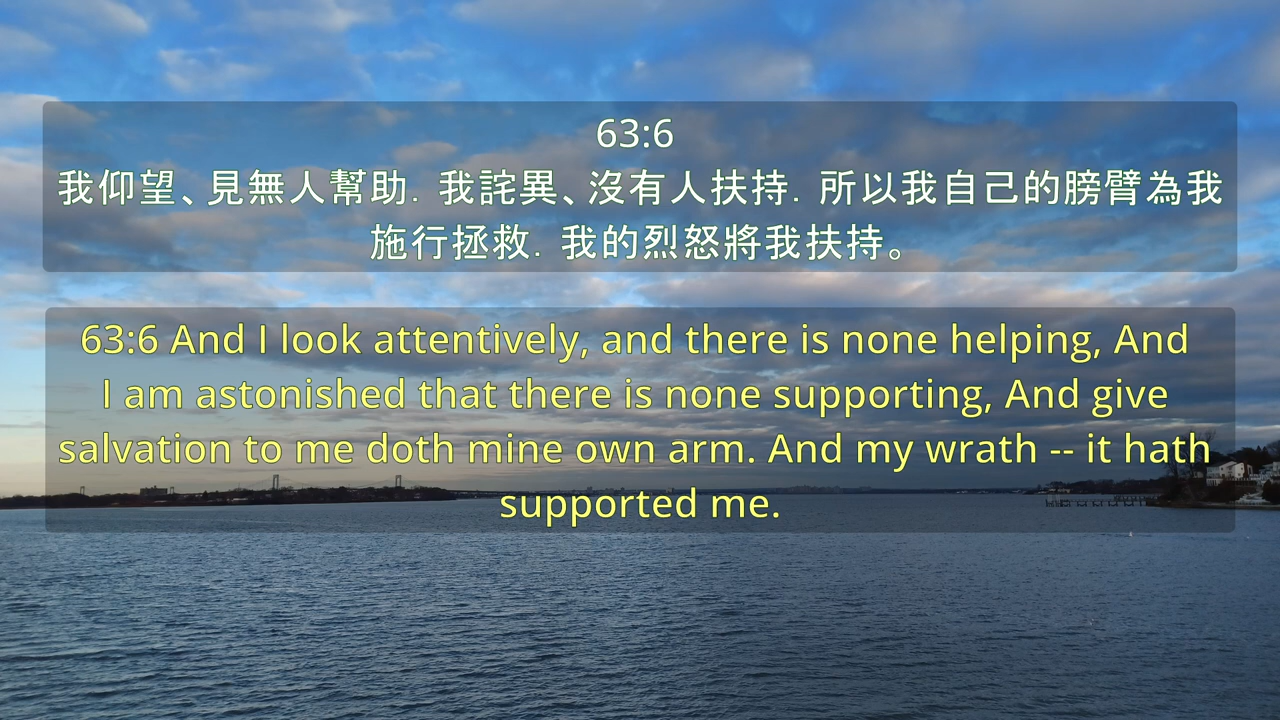 63:6
我仰望、見無人幫助．我詫異、沒有人扶持．所以我自己的膀臂為我
施行拯救．我的烈怒將我扶持。
63:6 And I look attentively, and there is none helping, And
I am astonished that there is none supporting, And give
salvation to me doth mine own arm. And my wrath -- it hath
supported me.